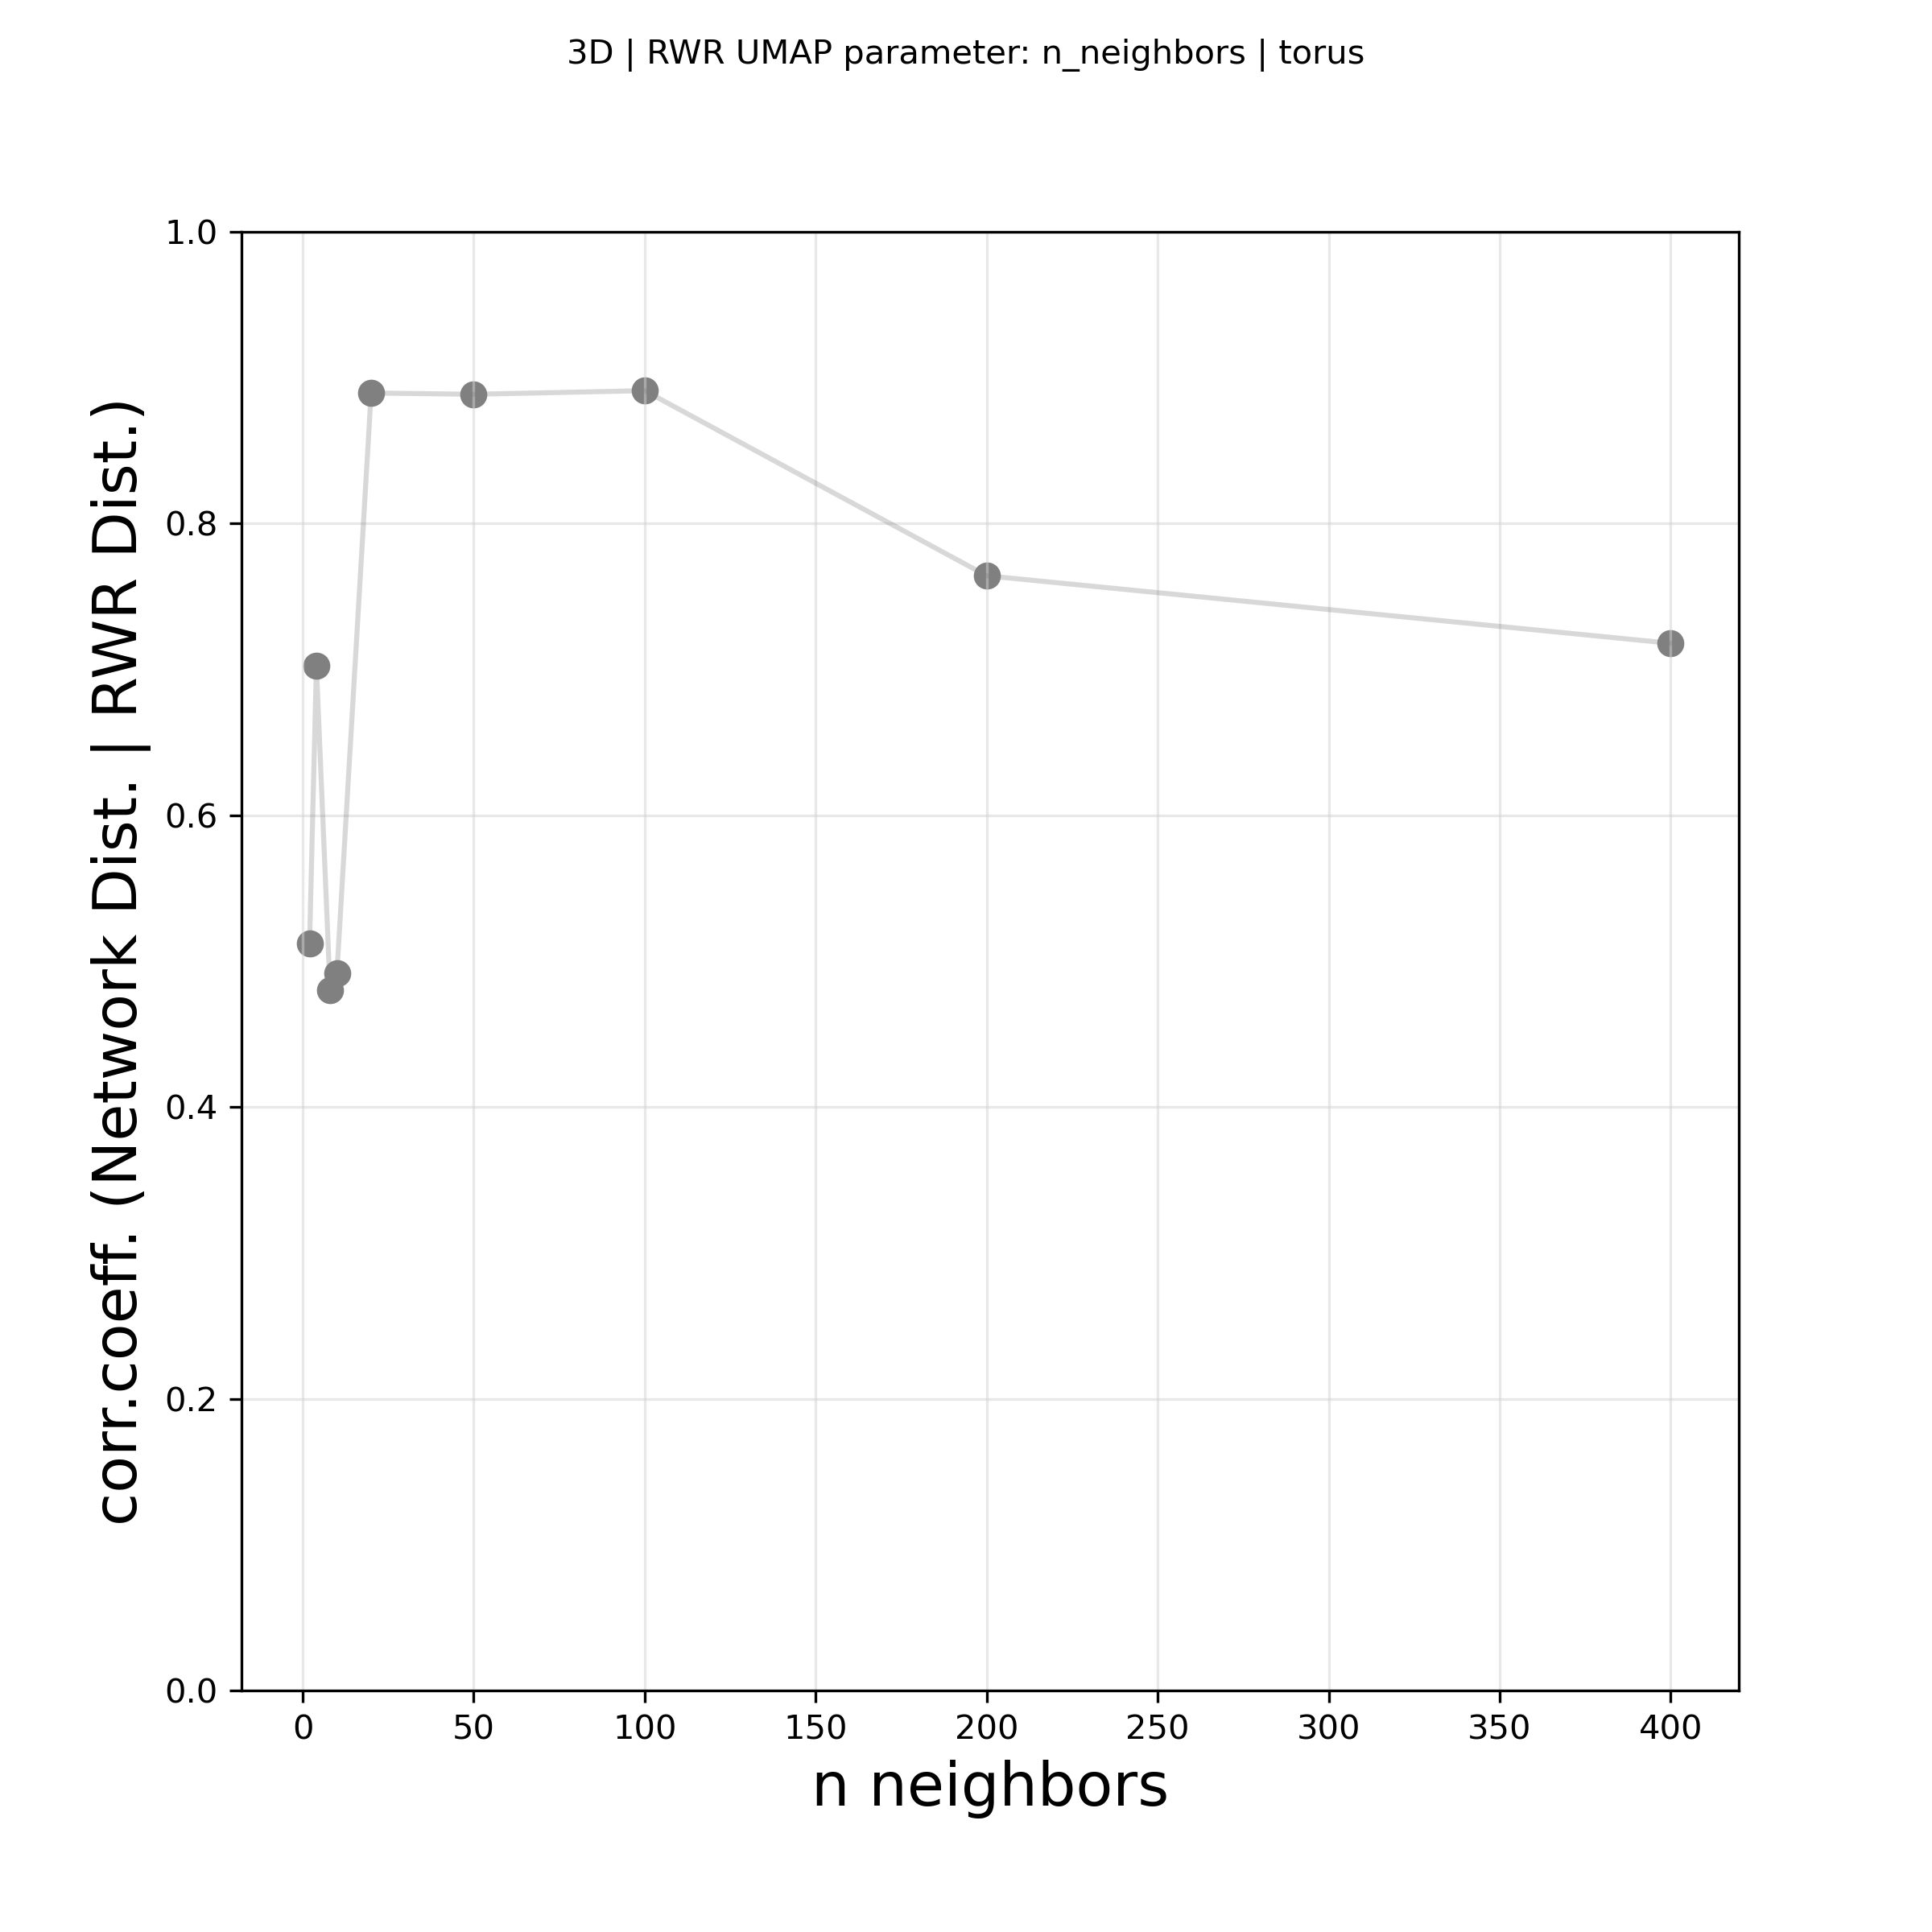 3D | RWR UMAP parameter: n_neighbors | torus
corr.coeff. (Network Dist. | RWR Dist.)
1.0
0.8
0.6
0.4
0.2
0.0
0 50 100 150 200 250 300 350 400
n neighbors